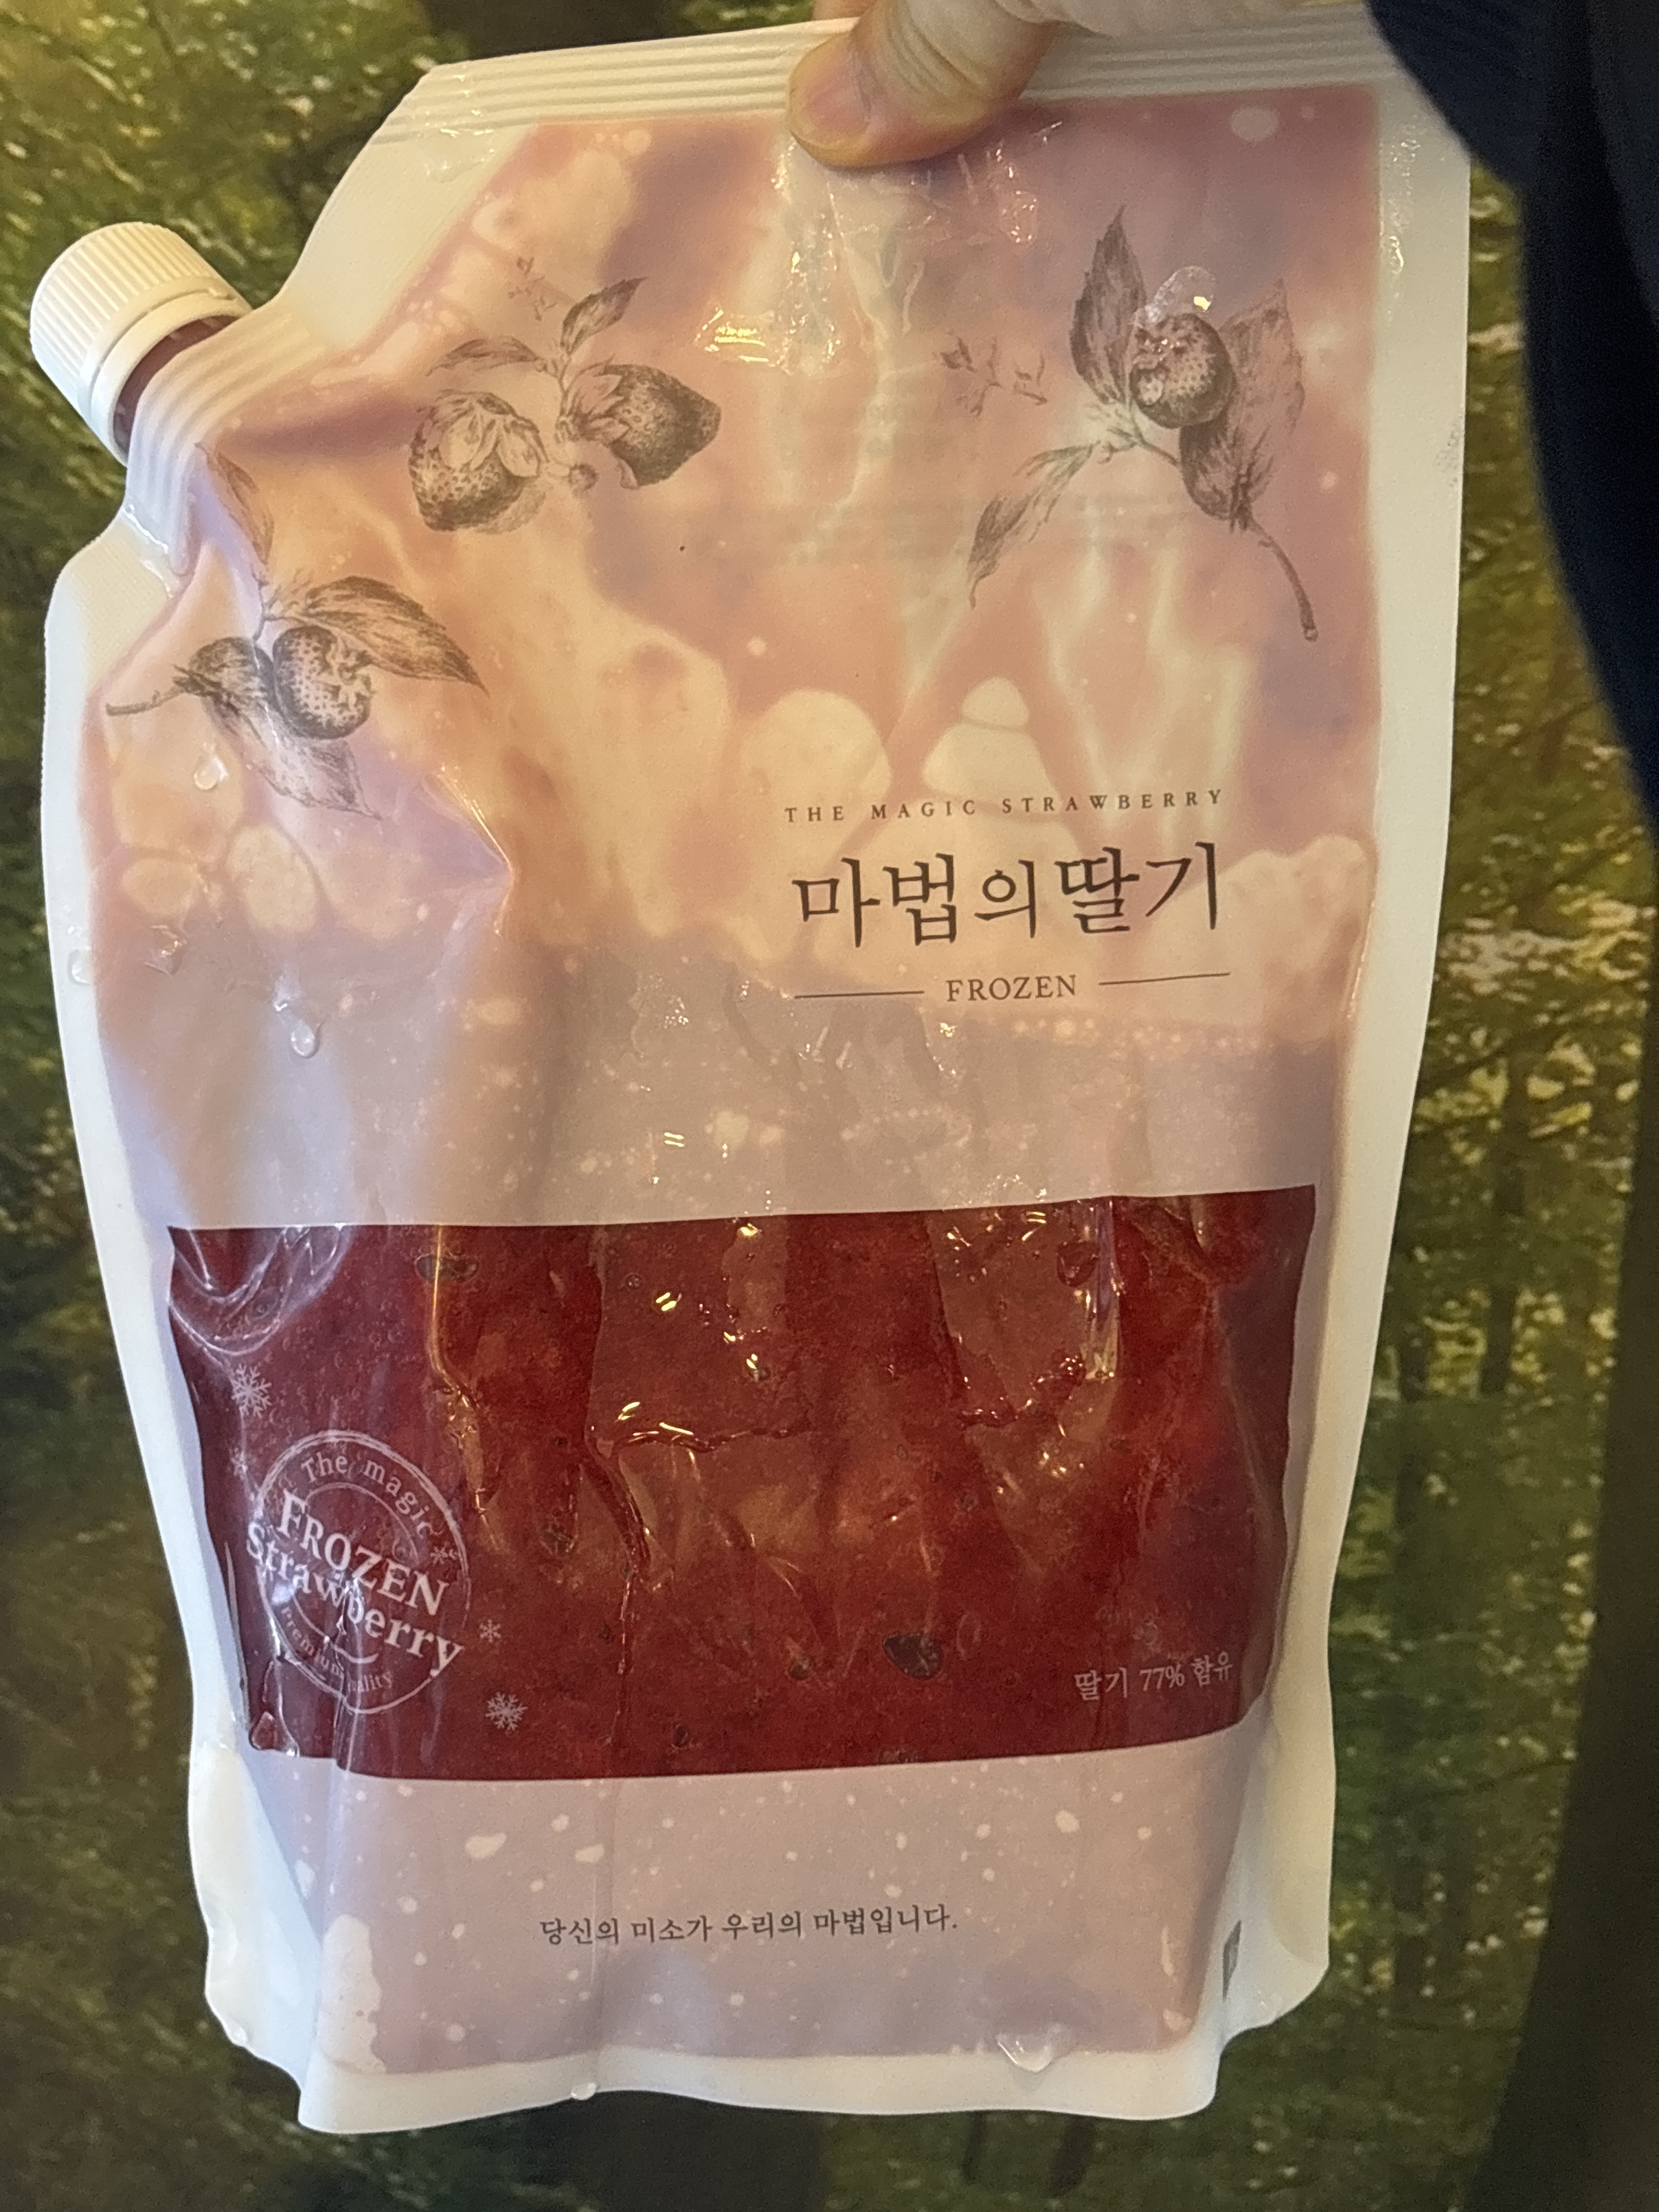 THE MAGIC STRAWBERRY
마법의딸기
FROZEN
The magic
FROZEN
Strawberry
Premium
딸기 77% 함유
당신의 미소가 우리의 마법입니다.